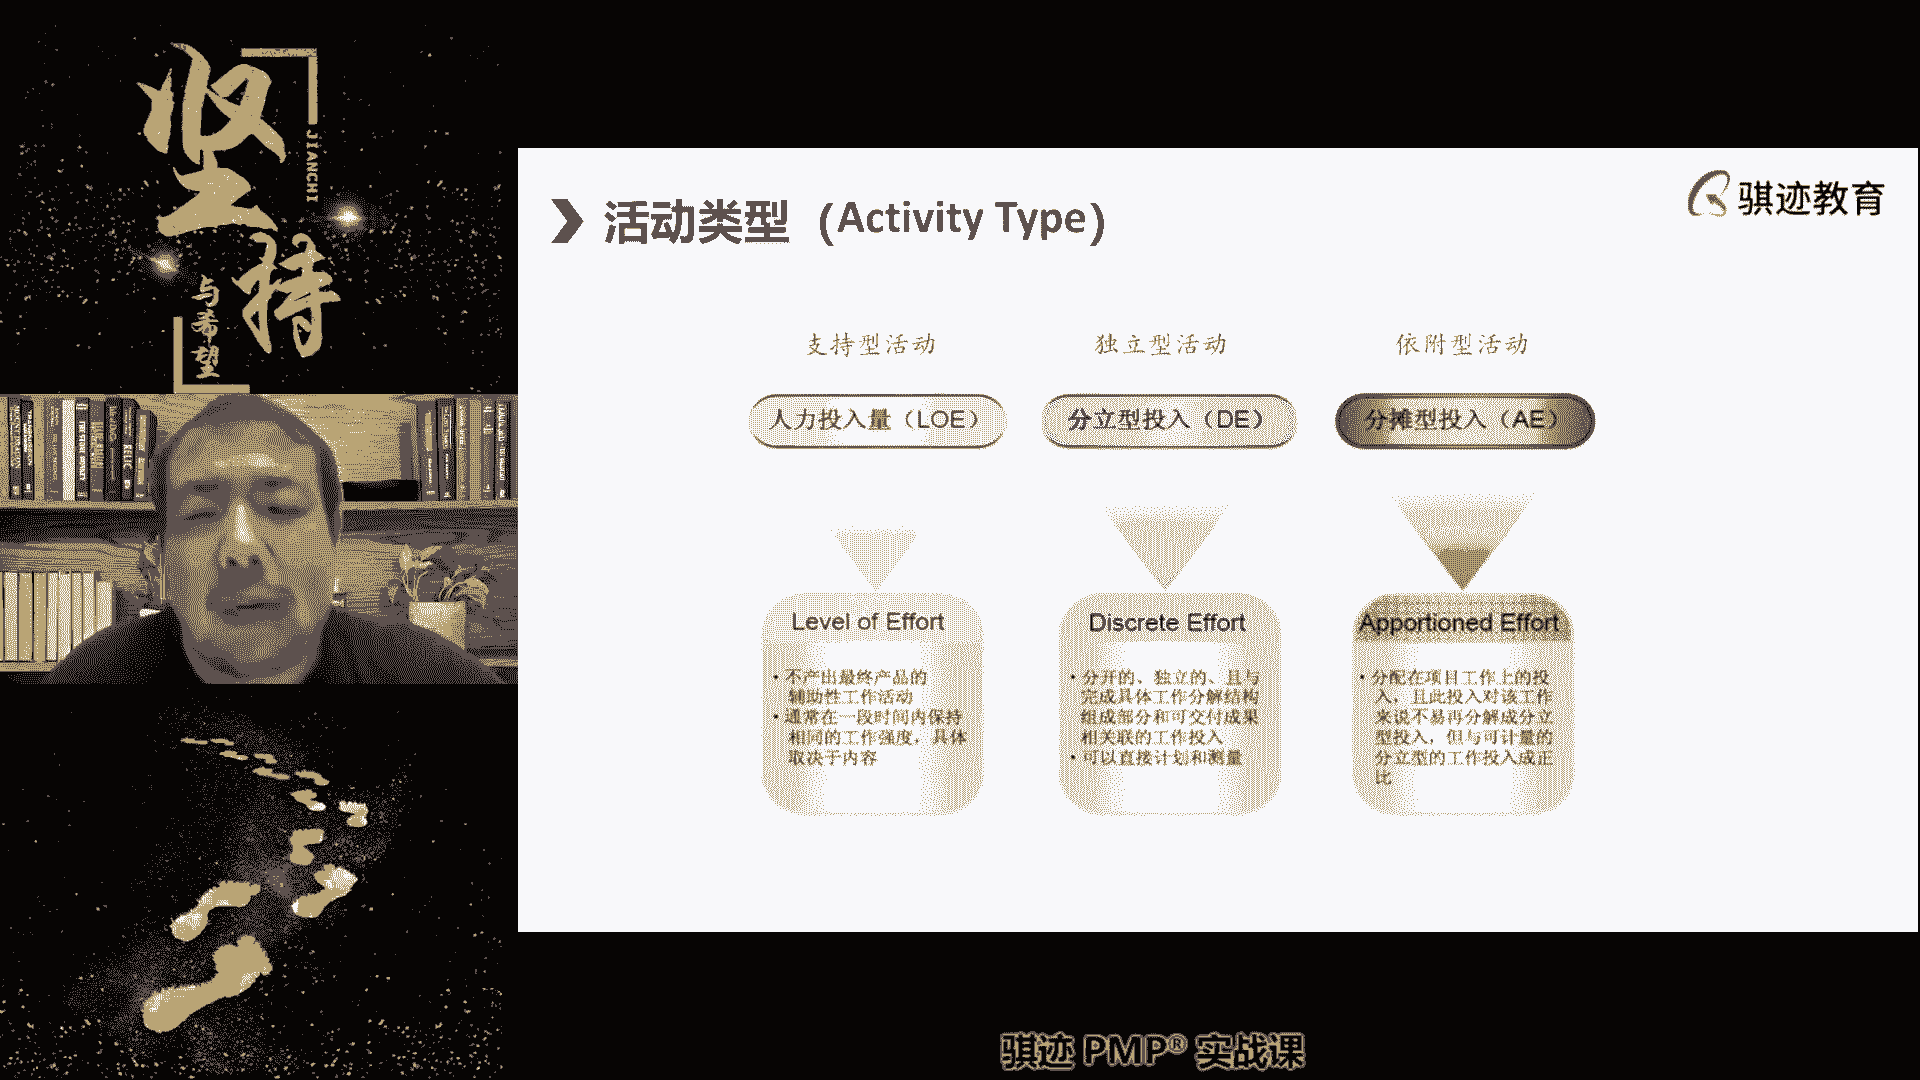 坚持
JIANCHI
与希望
骐迹教育
活动类型（Activity Type）
支持型活动
独立型活动
依附型活动
人力投入量（LOE）
分立型投入（DE）
分摊型投入（AE）
Level of Effort
• 不产出最终产品的
辅助性工作活动
• 通常在一段时间内保持
相同的工作强度，具体
取决于内容
Discrete Effort
• 分开的、独立的、且与
完成具体工作分解结构
组成部分和可交付成果
相关联的工作投入
• 可以直接计划和测量
Apportioned Effort
• 分配在项目工作上的投
入，且此投入对该工作
来说不易再分解成分立
型投入，但与可计量的
分立型的工作投入成正
比
骐迹 PMP® 实战课